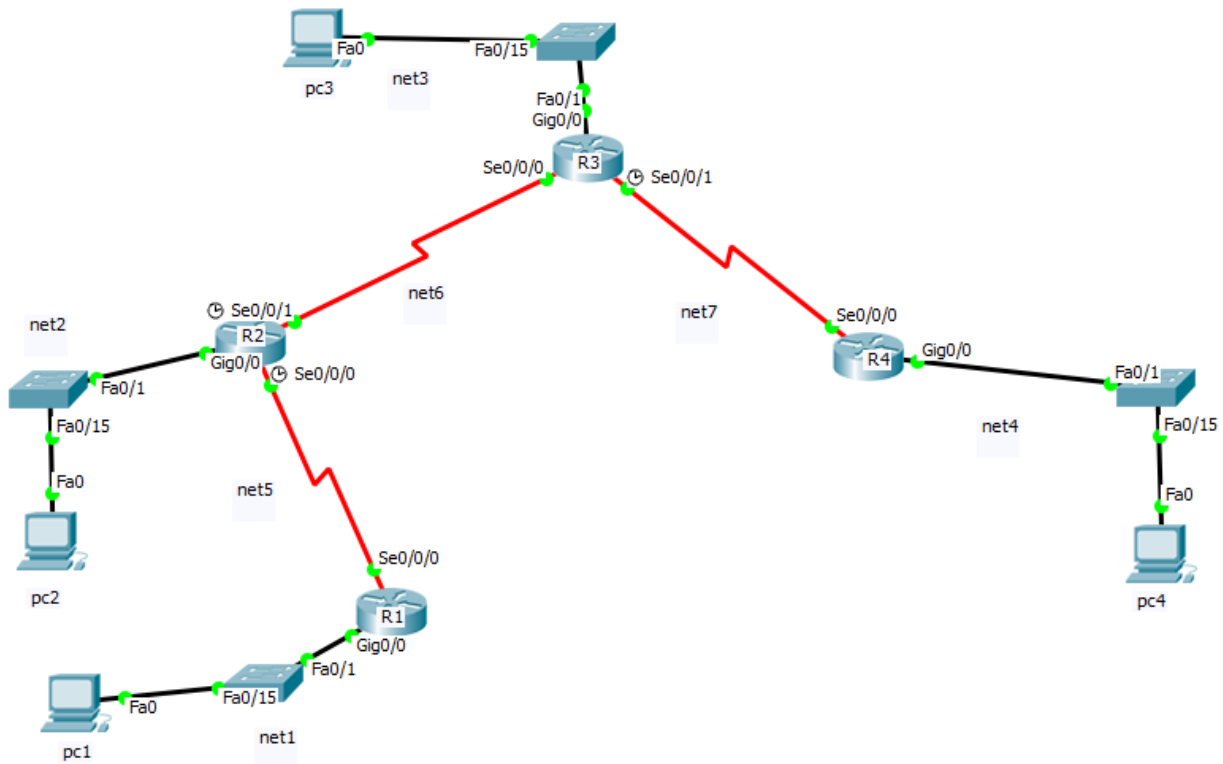 Fa0
Fa0/15
pc3
net3
Fa0/1
Gig0/0
R3
Se0/0/0
Se0/0/1
net6
net7
Se0/0/1
net2
R2
Gig0/0
Se0/0/0
Fa0/1
Fa0/15
Fa0
pc2
net5
Se0/0/0
R4
Gig0/0
Fa0/1
net4
Fa0/15
Fa0
pc4
Se0/0/0
R1
Gig0/0
Fa0/1
Fa0/15
Fa0
net1
pc1